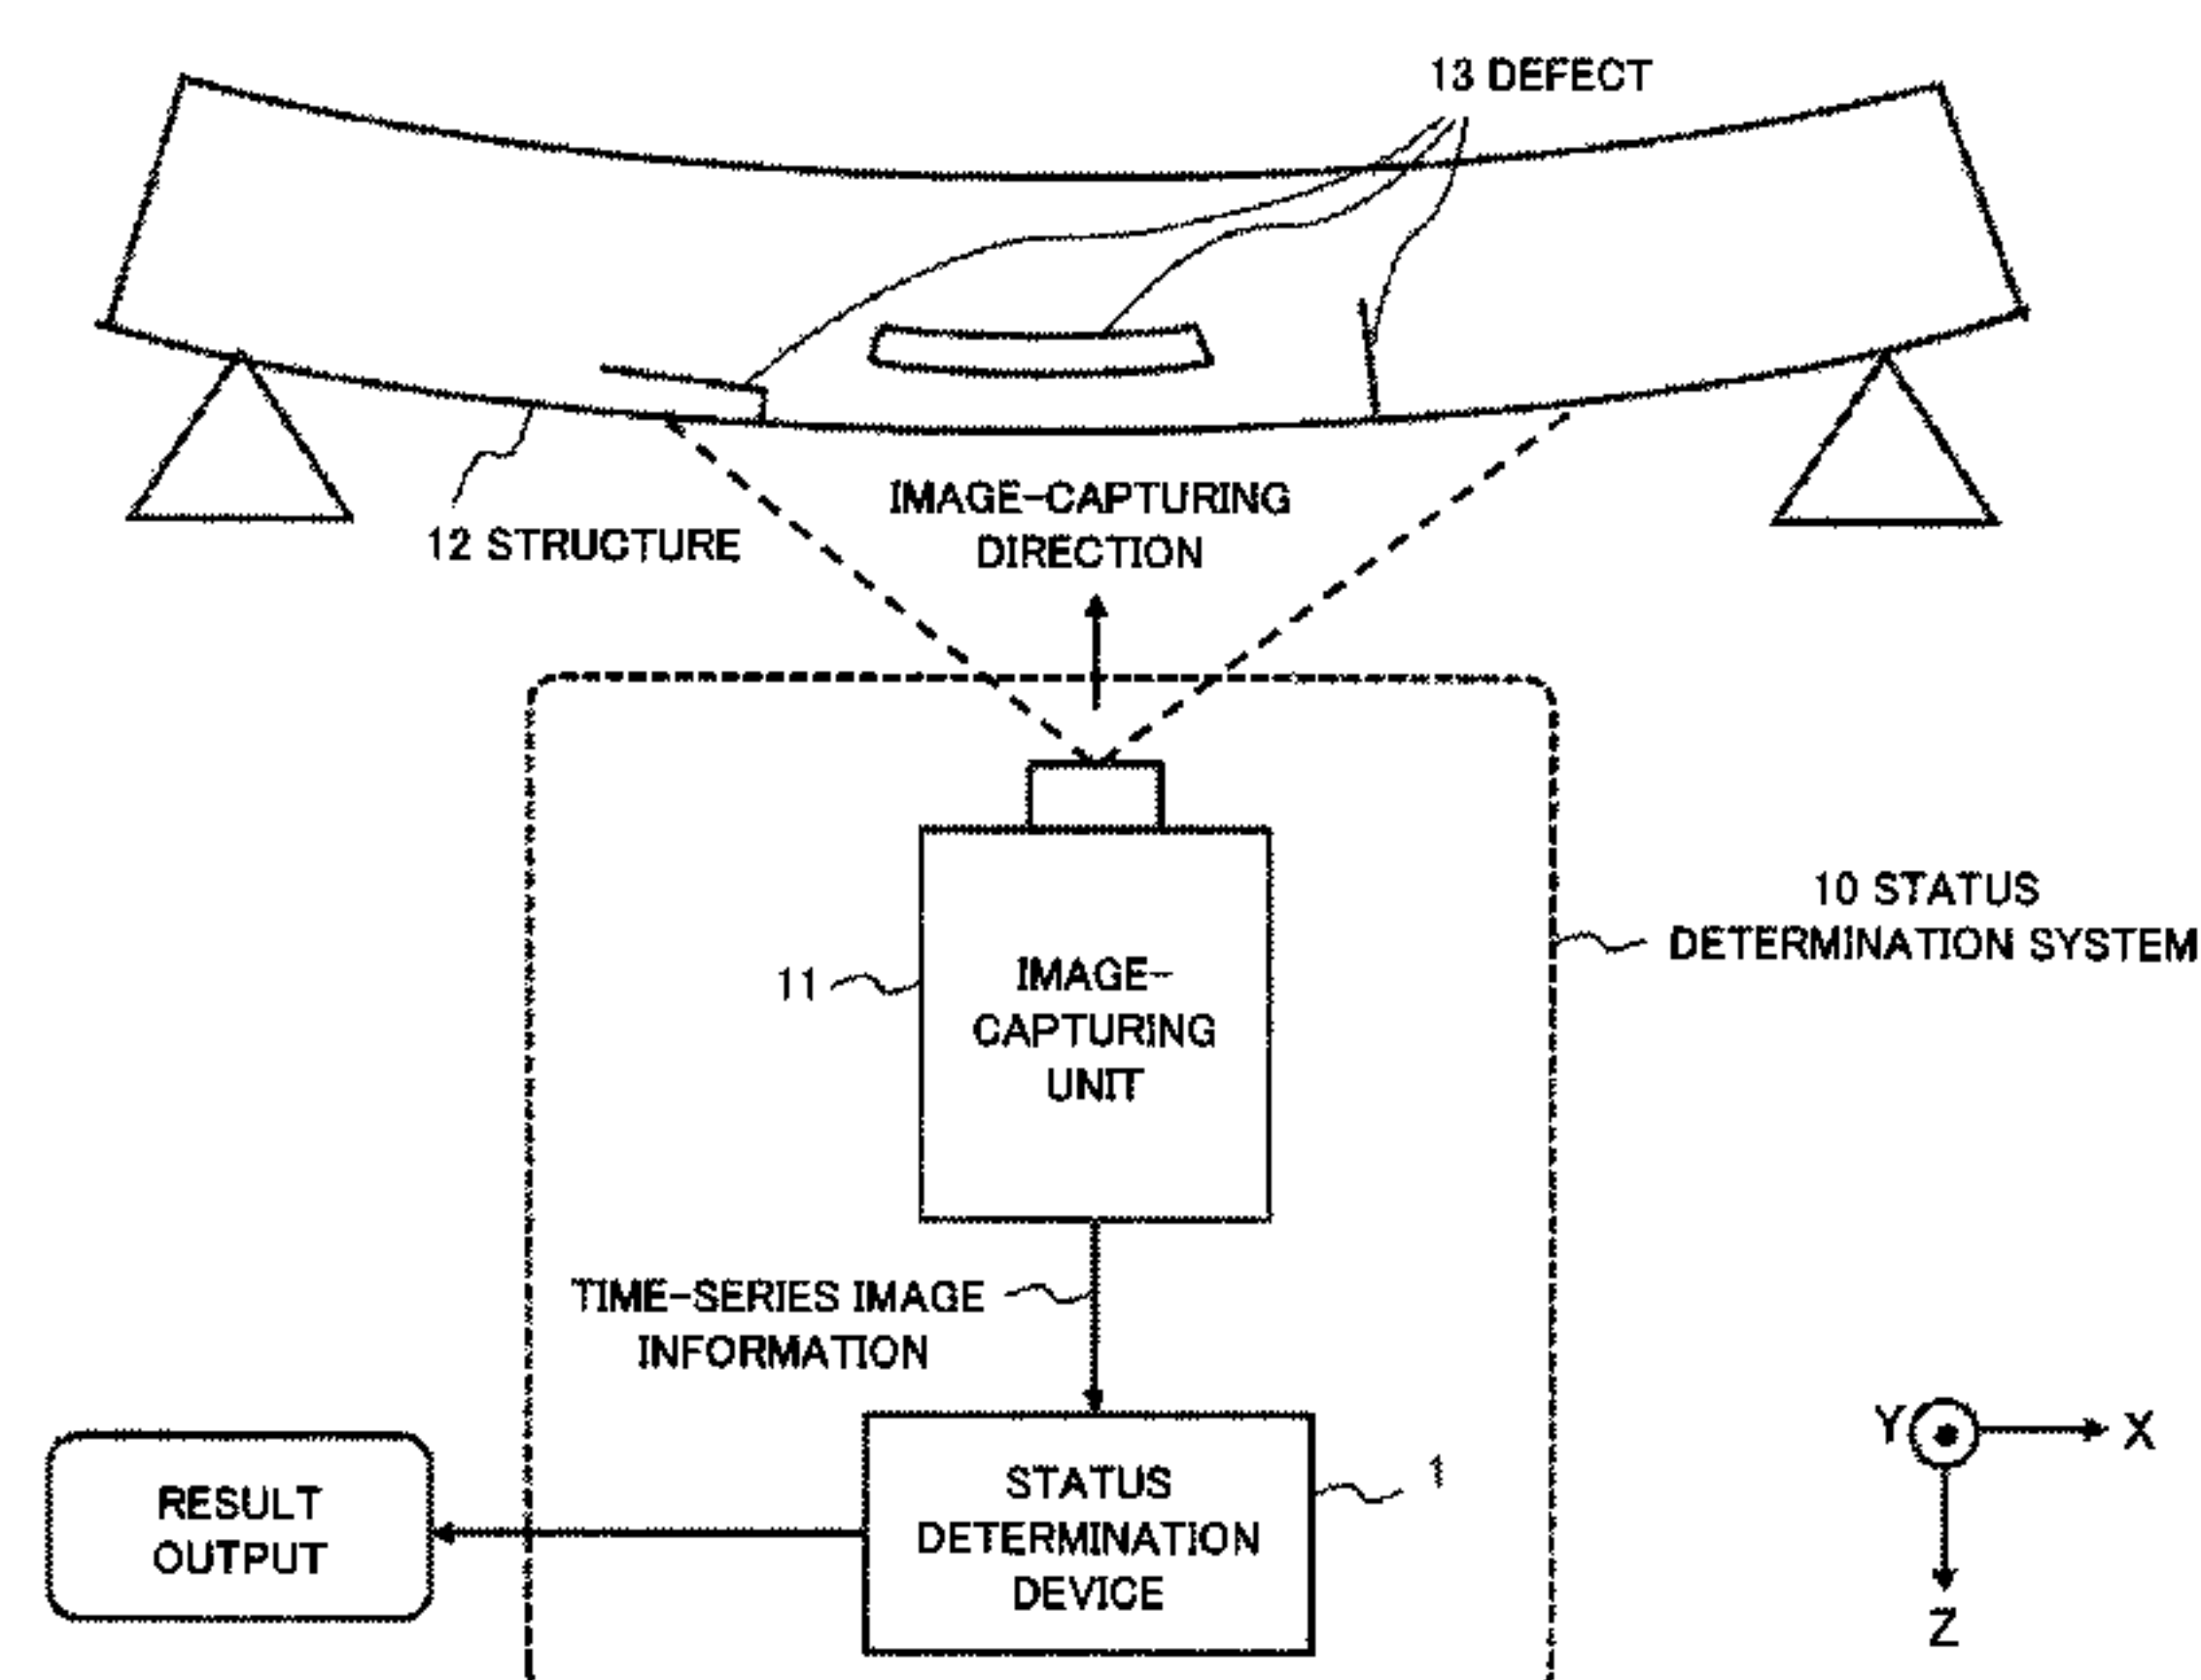 13 DEFECT
12 STRUCTURE
IMAGE-CAPTURING
DIRECTION
10 STATUS
DETERMINATION SYSTEM
11
IMAGE-
CAPTURING
UNIT
TIME-SERIES IMAGE
INFORMATION
RESULT
OUTPUT
STATUS
DETERMINATION
DEVICE
1
Y
X
Z